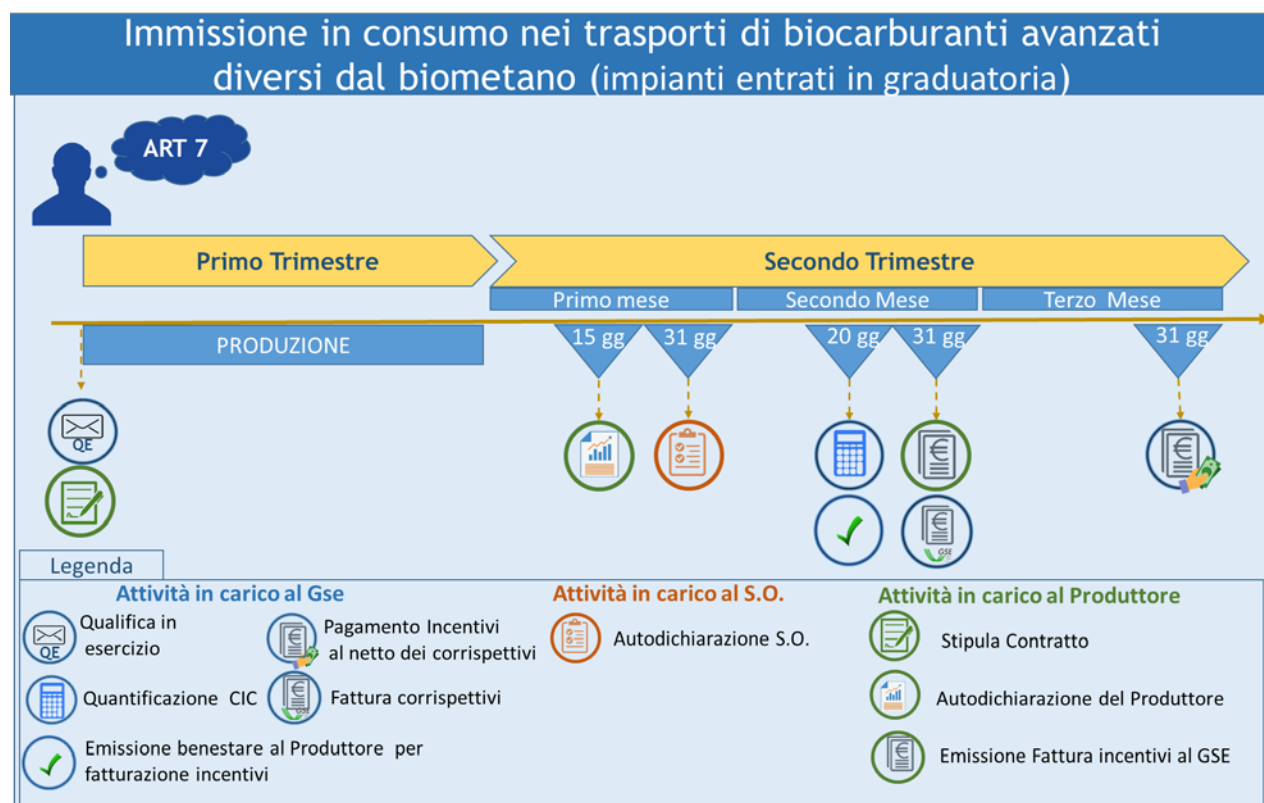 Immissione in consumo nei trasporti di biocarburanti avanzati
diversi dal biometano (impianti entrati in graduatoria)
ART 7
Primo Trimestre
Secondo Trimestre
Primo mese
Secondo Mese
Terzo Mese
PRODUZIONE
15 gg
31 gg
20 gg
31 gg
31 gg
QE
GSE
Legenda
Attività in carico al Gse
QE
Qualifica in
esercizio
Pagamento Incentivi
al netto dei corrispettivi
Quantificazione CIC
GSE
Fattura corrispettivi
Emissione benestare al Produttore per
fatturazione incentivi
Attività in carico al S.O.
Autodichiarazione S.O.
Attività in carico al Produttore
Stipula Contratto
Autodichiarazione del Produttore
Emissione Fattura incentivi al GSE